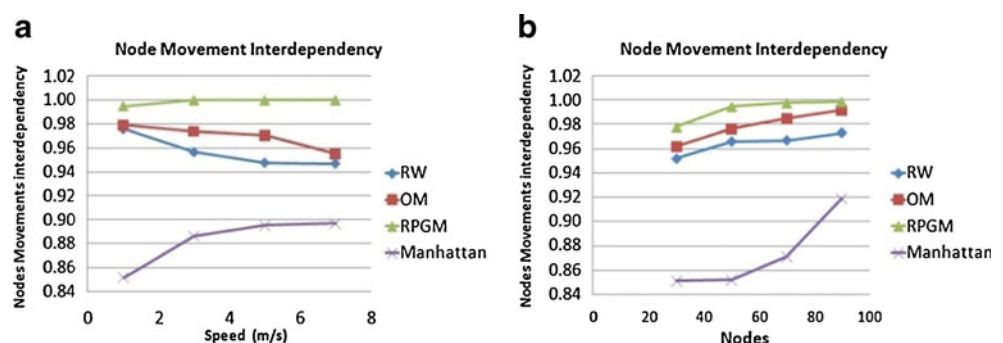 a
Node Movement Interdependency
Nodes Movements interdependency
1.02
1.00
0.98
0.96
0.94
0.92
0.90
0.88
0.86
0.84
0 2 4 6 8
Speed (m/s)
RW
OM
RPGM
Manhattan
b
Node Movement Interdependency
Nodes Movements interdependency
1.02
1.00
0.98
0.96
0.94
0.92
0.90
0.88
0.86
0.84
0 20 40 60 80 100
Nodes
RW
OM
RPGM
Manhattan